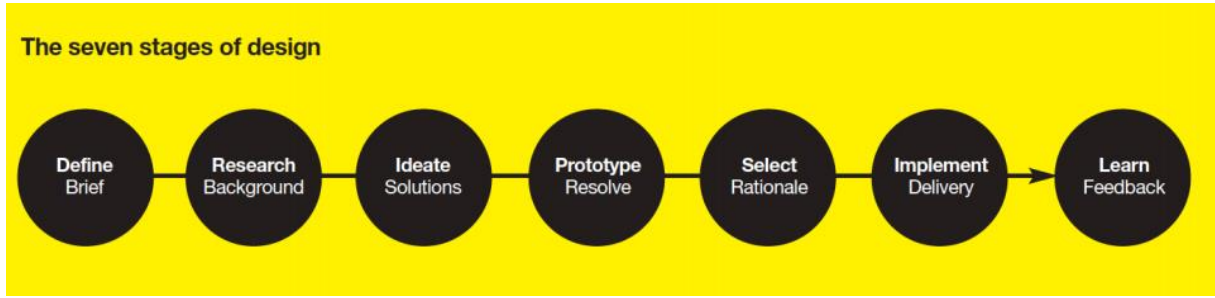 The seven stages of design
Define
Brief
Research
Background
Ideate
Solutions
Prototype
Resolve
Select
Rationale
Implement
Delivery
Learn
Feedback